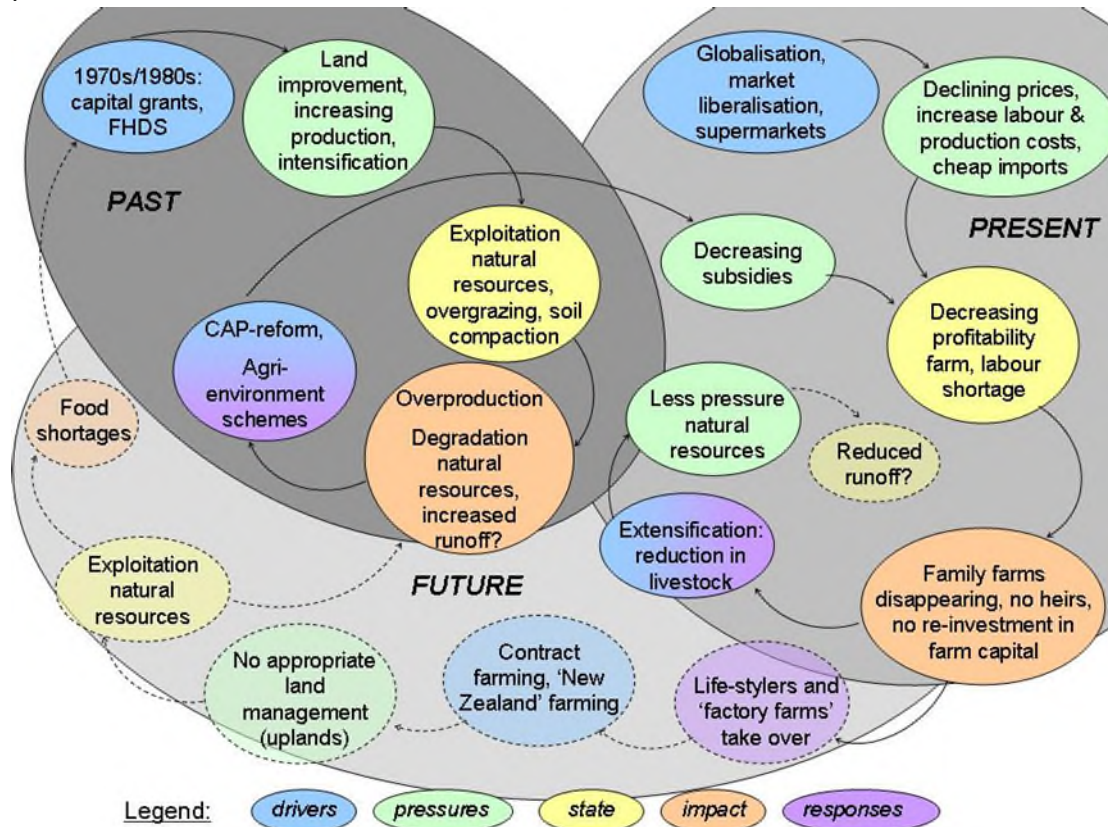 1970s/1980s:
capital grants,
FHDS
Land
improvement,
increasing
production,
intensification
PAST
Exploitation
natural
resources,
overgrazing, soil
compaction
CAP-reform,
Agri-
environment
schemes
Overproduction
Degradation
natural
resources,
increased
runoff?
Globalisation,
market
liberalisation,
supermarkets
Declining prices,
increase labour &
production costs,
cheap imports
PRESENT
Decreasing
subsidies
Decreasing
profitability
farm, labour
shortage
Less pressure
natural
resources
Reduced
runoff?
Extensification:
reduction in
livestock
Family farms
disappearing, no heirs,
no re-investment in
farm capital
Food
shortages
Exploitation
natural
resources
FUTURE
No appropriate
land
management
(uplands)
Contract
farming, ‘New
Zealand’ farming
Life-stylers and
‘factory farms’
take over
Legend: drivers pressures state impact responses